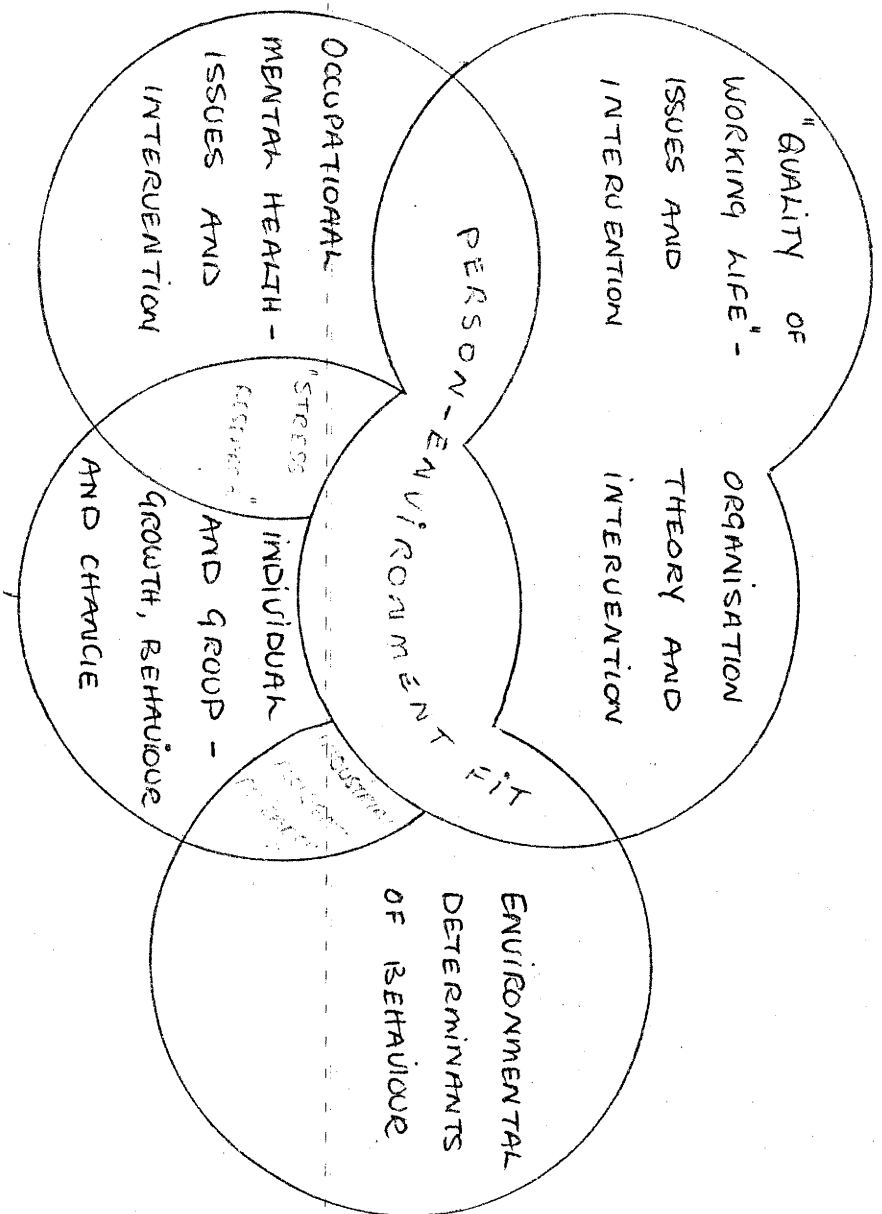 "QUALITY OF
WORKING LIFE" -
ISSUES AND
INTERVENTION
ORGANISATION
THEORY AND
INTERVENTION
OCCUPATIONAL
MENTAL HEALTH -
ISSUES AND
INTERVENTION
PERSON - ENVIRONMENT FIT
"STRESS
INDIVIDUAL
AND GROUP -
GROWTH, BEHAVIOUR
AND CHANGE
INDUSTRIAL
ENVIRONMENTAL
DETERMINANTS
OF BEHAVIOUR